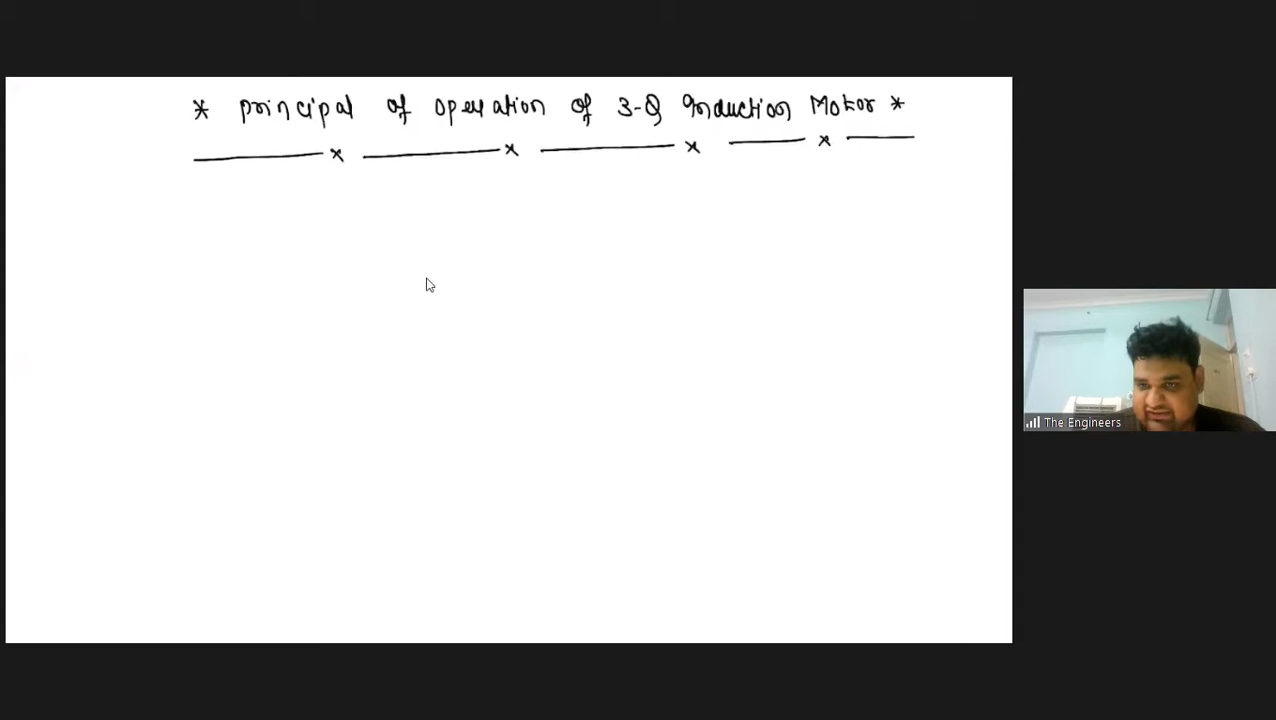 * principal of operation of 3-Φ Induction Motor *
The Engineers